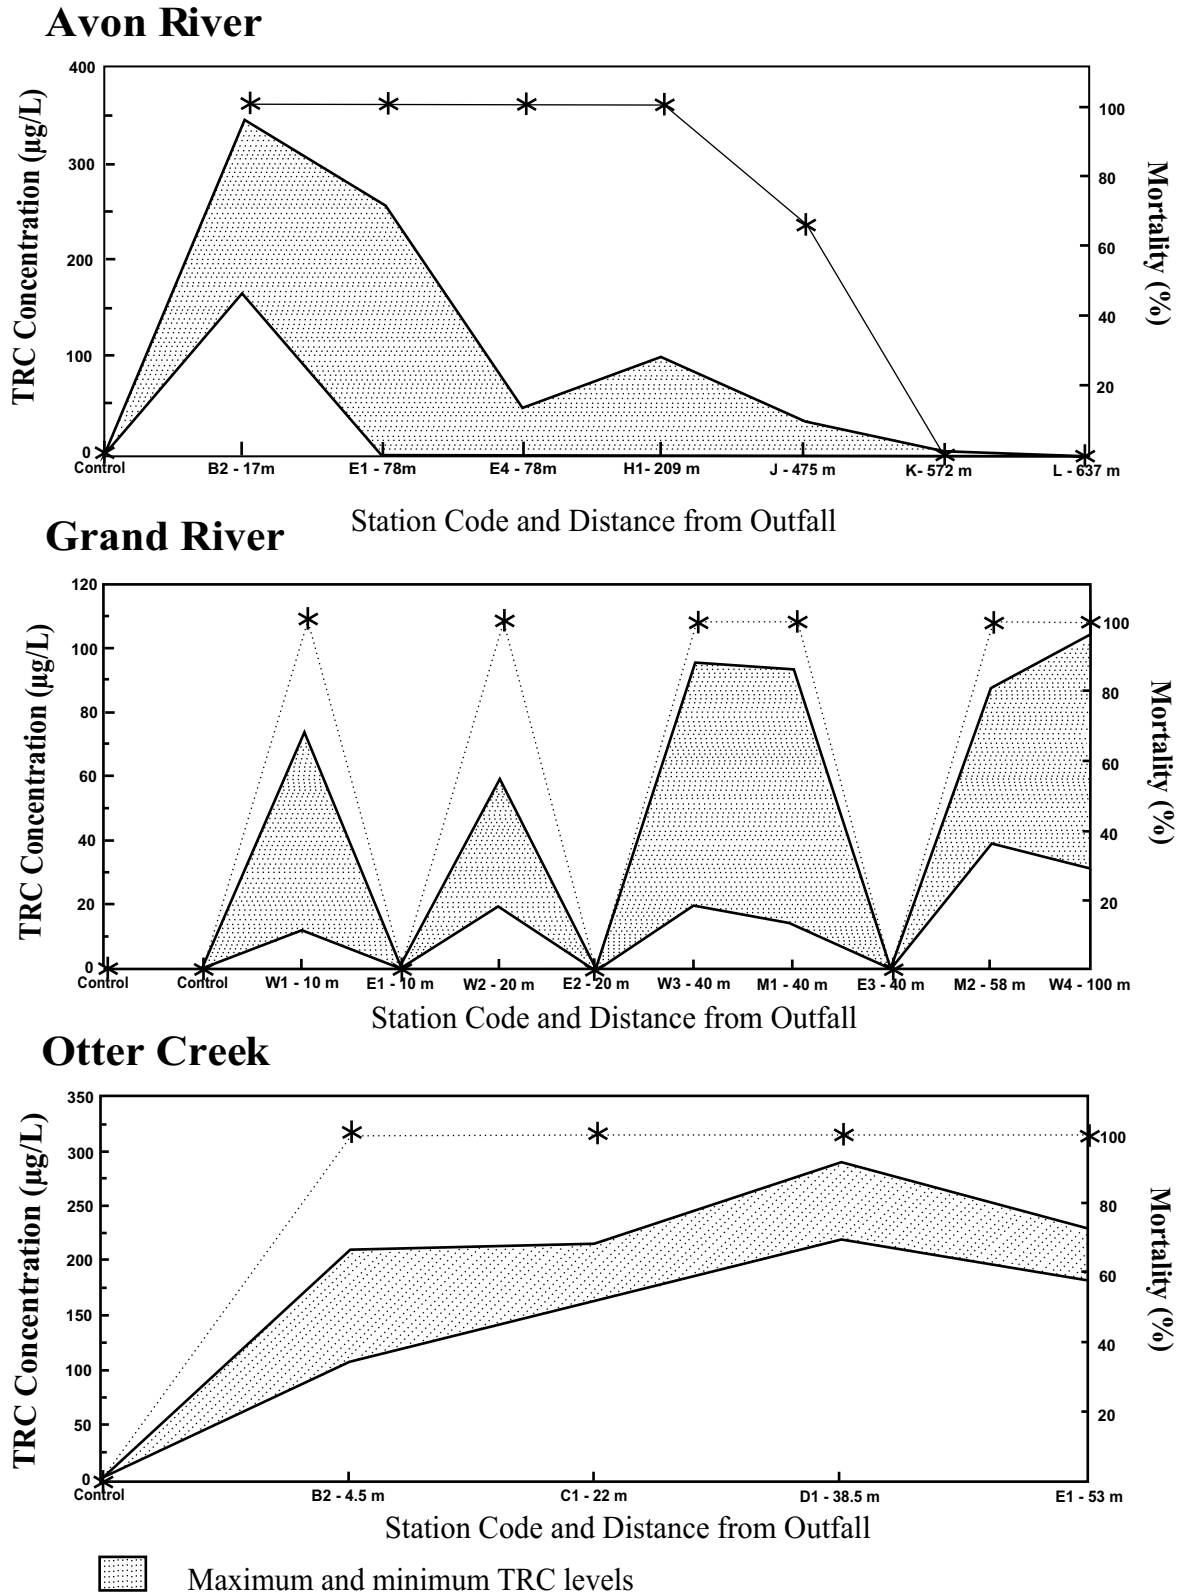 Avon River
400
300
200
100
0
100
80
60
40
20
TRC Concentration (µg/L)
Mortality (%)
Control
B2 - 17m
E1 - 78m
E4 - 78m
H1- 209 m
J - 475 m
K- 572 m
L - 637 m
Station Code and Distance from Outfall
Grand River
120
100
80
60
40
20
0
100
80
60
40
20
TRC Concentration (µg/L)
Mortality (%)
Control
Control
W1 - 10 m
E1 - 10 m
W2 - 20 m
E2 - 20 m
W3 - 40 m
M1 - 40 m
E3 - 40 m
M2 - 58 m
W4 - 100 m
Station Code and Distance from Outfall
Otter Creek
350
300
250
200
150
100
50
0
100
80
60
40
20
TRC Concentration (µg/L)
Mortality (%)
Control
B2 - 4.5 m
C1 - 22 m
D1 - 38.5 m
E1 - 53 m
Station Code and Distance from Outfall
Maximum and minimum TRC levels